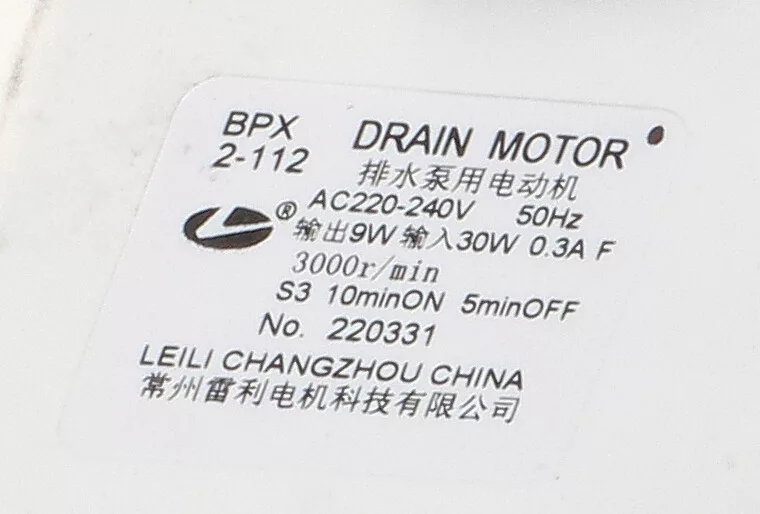 BPX DRAIN MOTOR
2-112 排水泵用电动机
AC220-240V 50Hz
® 输出9W 输入30W 0.3A F
3000r/min
S3 10minON 5minOFF
No. 220331
LEILI CHANGZHOU CHINA
常州雷利电机科技有限公司